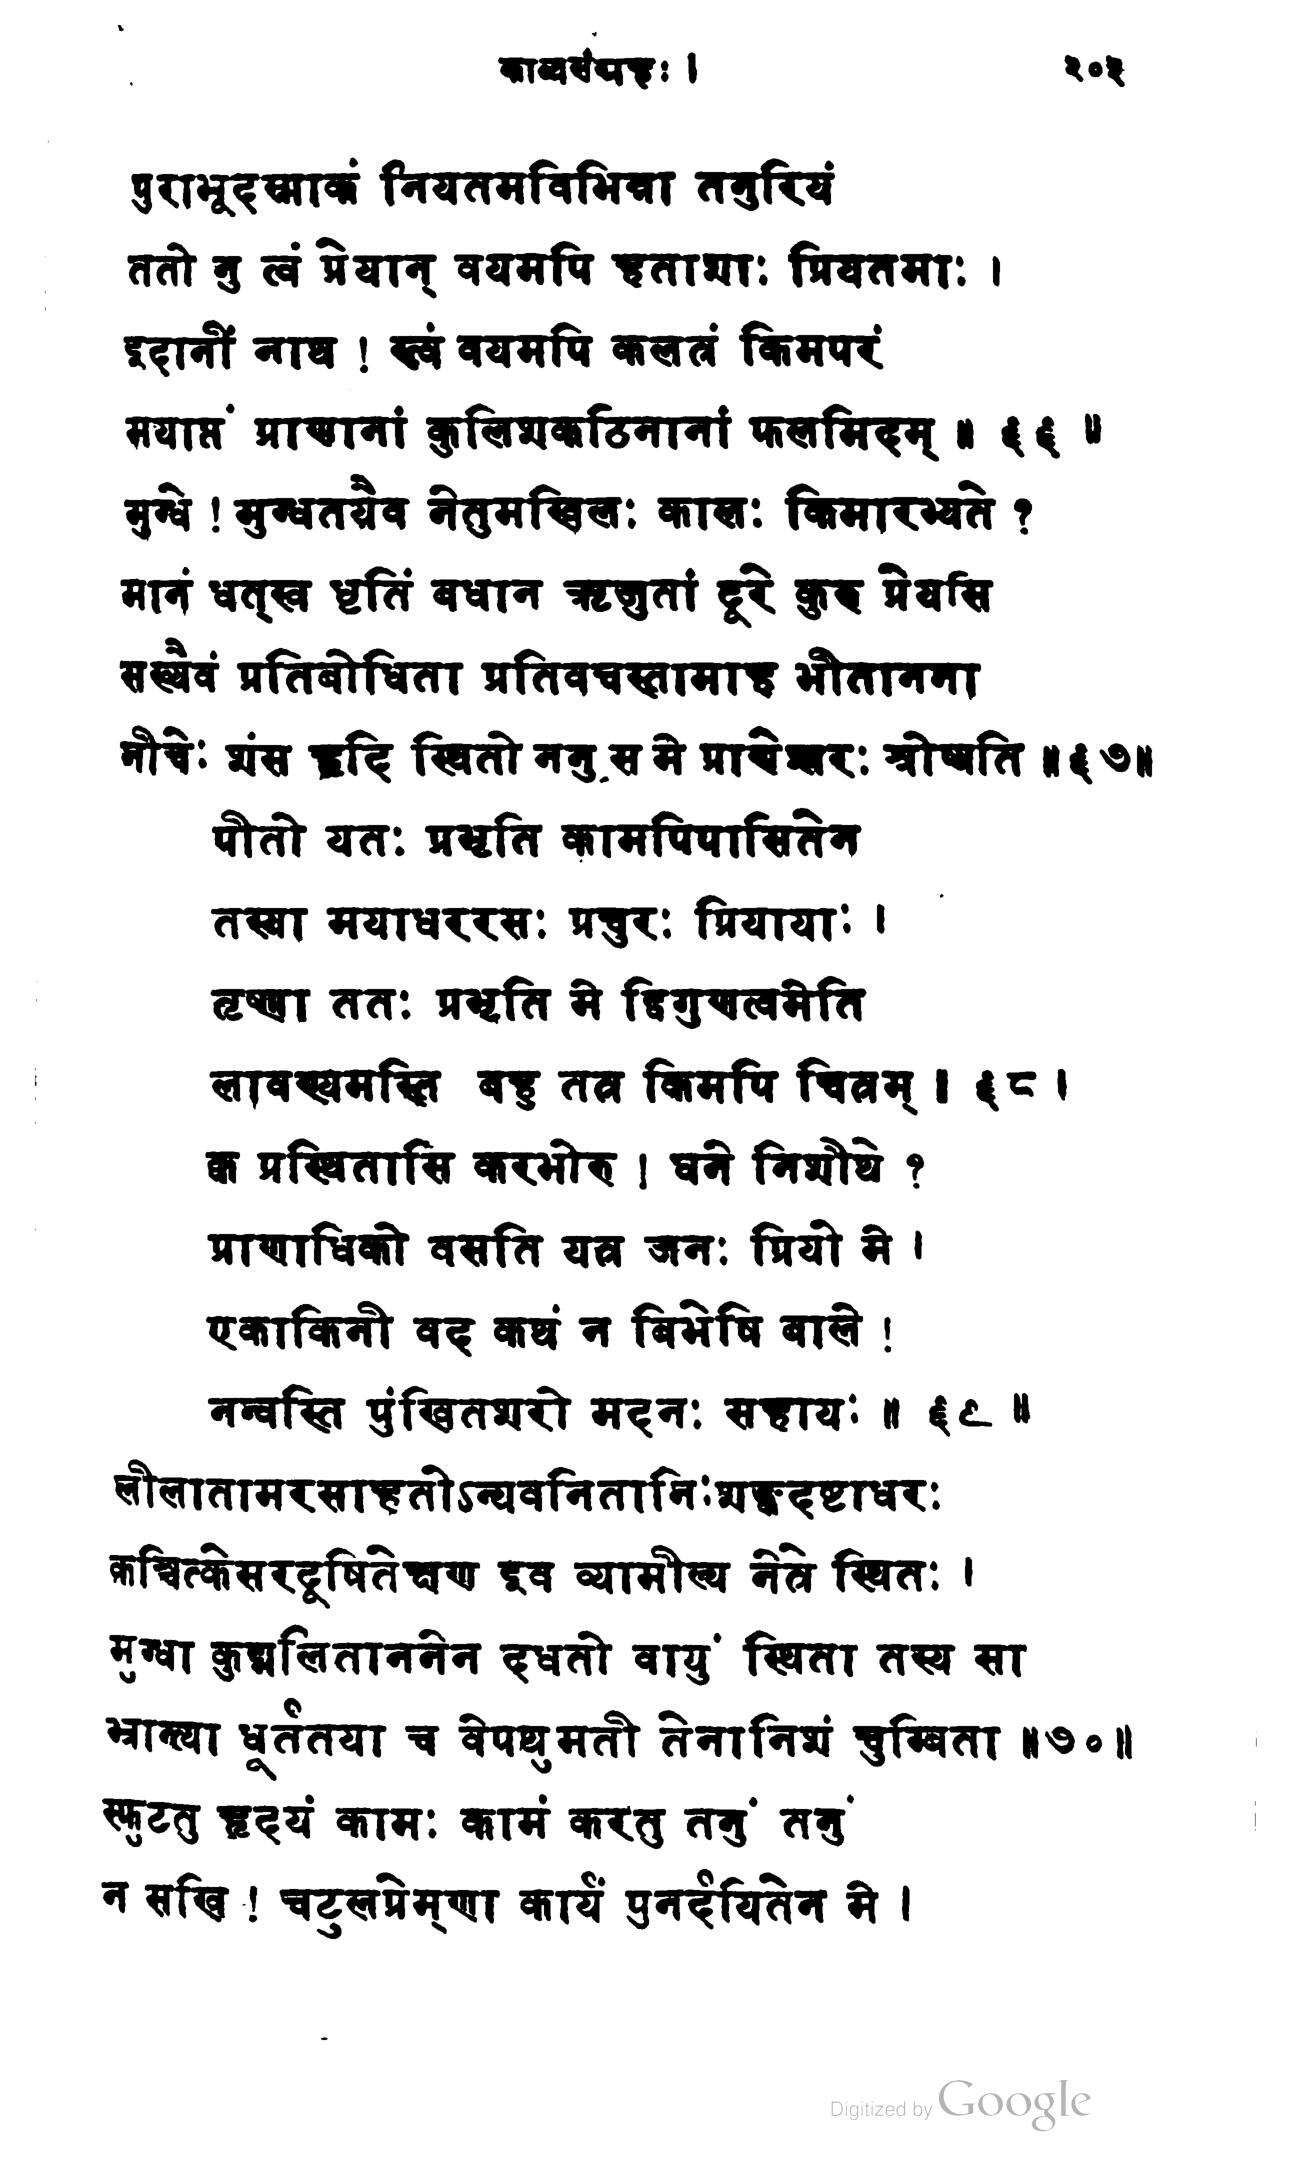 काव्यसंग्रहः । २०३
पुराभूदस्माकं नियतमविभिन्ना तनुरियं
ततो नु त्वं प्रेयान् वयमपि हताशाः प्रियतमाः ।
इदानीं नाथ ! स्त्वं वयमपि कलत्रं किमपरं
मयाप्तं प्राणानां कुलिशकठिनानां फलमिदम् ॥ ६६ ॥
मुग्धे ! मुग्धतयैव नेतुमखिलः कालः किमारभ्यते ?
मानं धत्स्व धृतिं बधान ऋजुतां दूरे कुरु प्रेयसि
सख्यैवं प्रतिबोधिता प्रतिवचस्तामाह भीतानना
नीचैः शंस हृदि स्थितो ननु स मे प्राणेश्वरः श्रोष्यति ॥६७॥
पीतो यतः प्रभृति कामपिपासितेन
तस्या मयाधररसः प्रचुरः प्रियायाः ।
तृष्णा ततः प्रभृति मे द्विगुणत्वमेति
लावण्यमस्ति बहु तत्र किमपि चित्रम् । ६८ ।
क्व प्रस्थितासि करभोरु ! घने निशीथे ?
प्राणाधिको वसति यत्र जनः प्रियो मे ।
एकाकिनी वद कथं न बिभेषि बाले !
नन्वस्ति पुंखितशरो मदनः सहायः ॥ ६९ ॥
लीलातामरसाहतोऽन्यवनितानिःशङ्कदष्टाधरः
कश्चित्केसरदूषितेक्षण इव व्यामील्य नेत्रे स्थितः ।
मुग्धा कुद्मलिताननेन दधती वायुं स्थिता तस्य सा
भ्रान्त्या धूर्ततया च वेपथुमती तेनानिशं चुम्बिता ॥७०॥
स्फुटतु हृदयं कामः कामं करतु तनुं तनुं
न सखि ! चटुलप्रेम्णा कार्यं पुनर्दयितेन मे ।
Digitized by Google